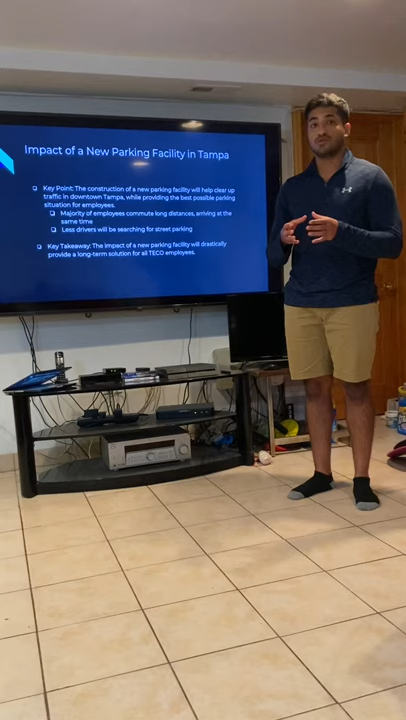 Impact of a New Parking Facility in Tampa
❑ Key Point: The construction of a new parking facility will help clear up
traffic in downtown Tampa, while providing the best possible parking
situation for employees.
❑ Majority of employees commute long distances, arriving at the
same time
❑ Less drivers will be searching for street parking
❑ Key Takeaway: The impact of a new parking facility will drastically
provide a long-term solution for all TECO employees.